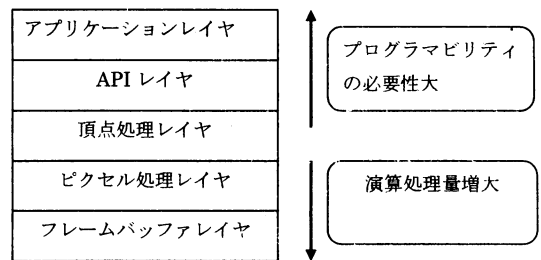 アプリケーションレイヤ
API レイヤ
頂点処理レイヤ
ピクセル処理レイヤ
フレームバッファレイヤ
プログラマビリティ
の必要性大
演算処理量増大